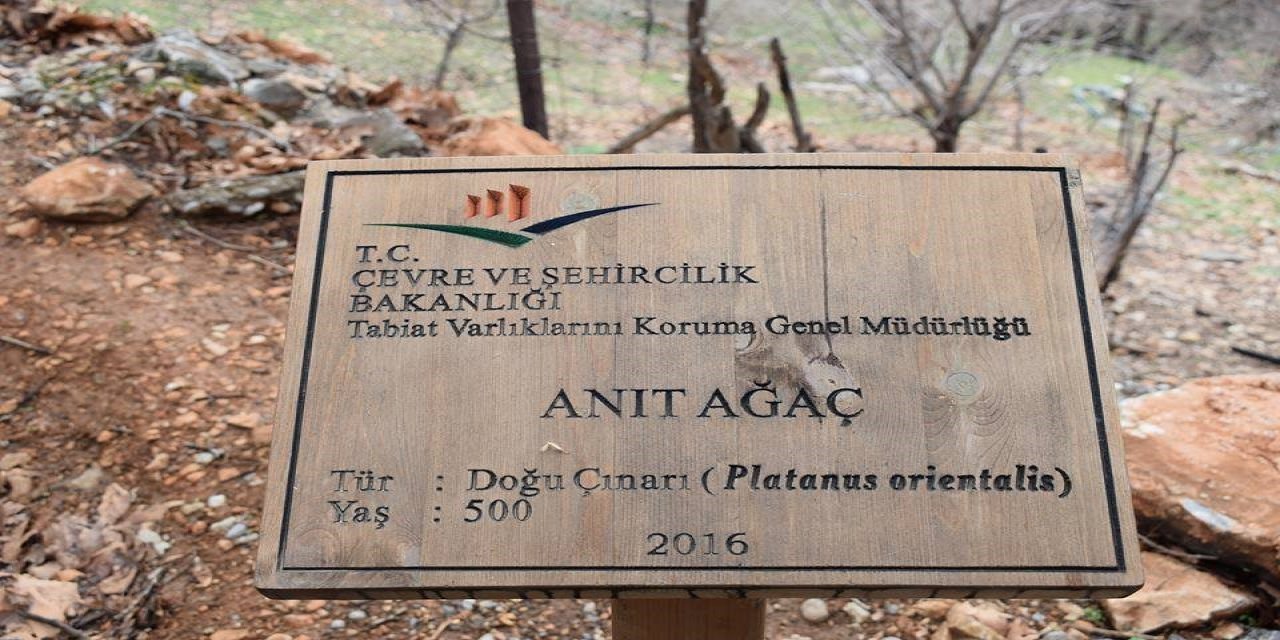 T.C.
ÇEVRE VE ŞEHİRCİLİK
BAKANLIĞI
Tabiat Varlıklarını Koruma Genel Müdürlüğü
ANIT AĞAÇ
Tür : Doğu Çınarı (Platanus orientalis)
Yaş : 500
2016